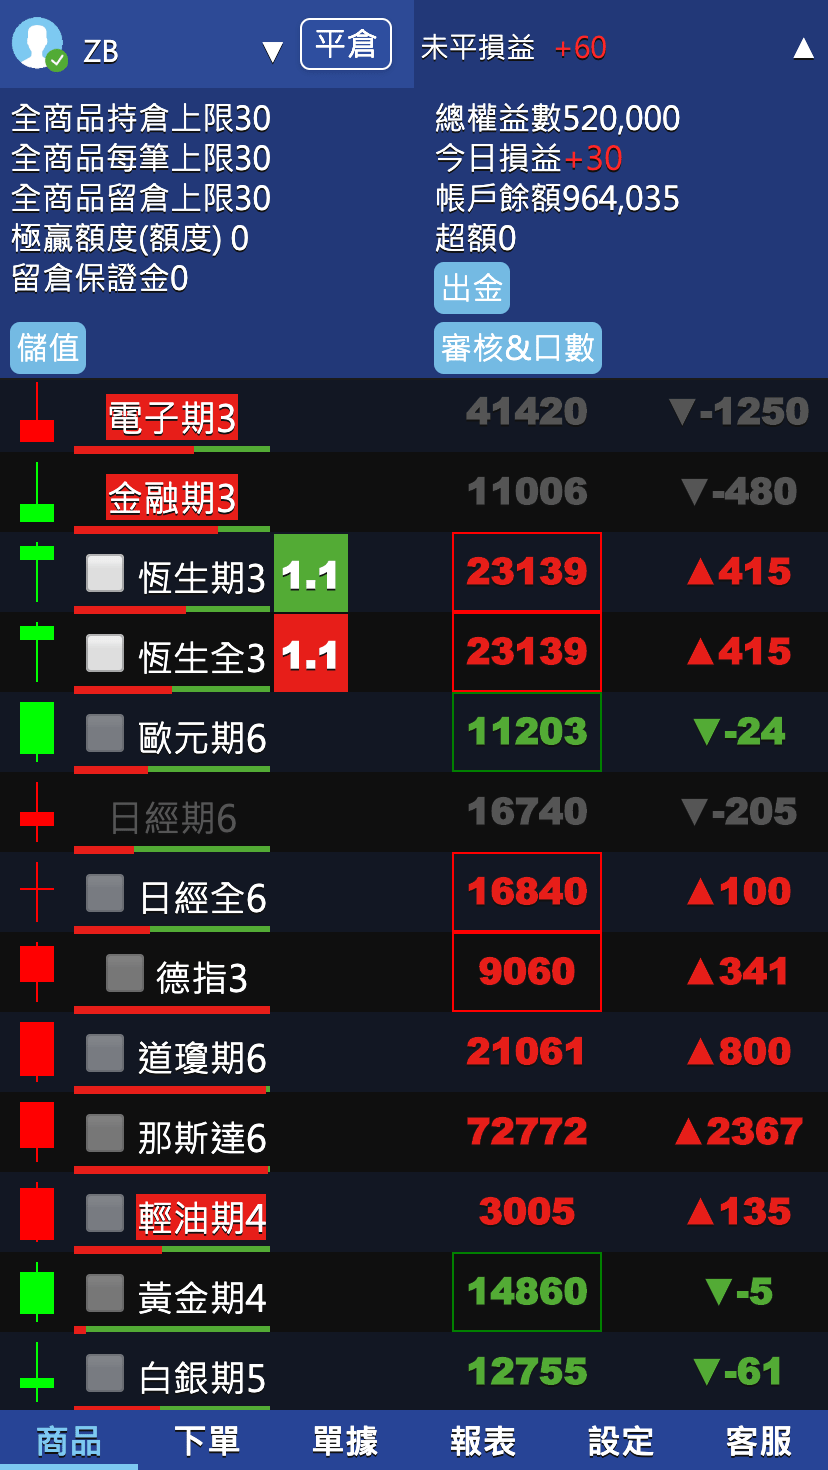 ZB ▼ 平倉 未平損益 +60 ▲
全商品持倉上限30 總權益數520,000
全商品每筆上限30 今日損益+30
全商品留倉上限30 帳戶餘額964,035
極贏額度(額度) 0 超額0
留倉保證金0 出金
儲值 審核&口數
電子期3 41420 ▼-1250
金融期3 11006 ▼-480
恆生期3 1.1 23139 ▲415
恆生全3 1.1 23139 ▲415
歐元期6 11203 ▼-24
日經期6 16740 ▼-205
日經全6 16840 ▲100
德指3 9060 ▲341
道瓊期6 21061 ▲800
那斯達6 72772 ▲2367
輕油期4 3005 ▲135
黃金期4 14860 ▼-5
白銀期5 12755 ▼-61
商品 下單 單據 報表 設定 客服